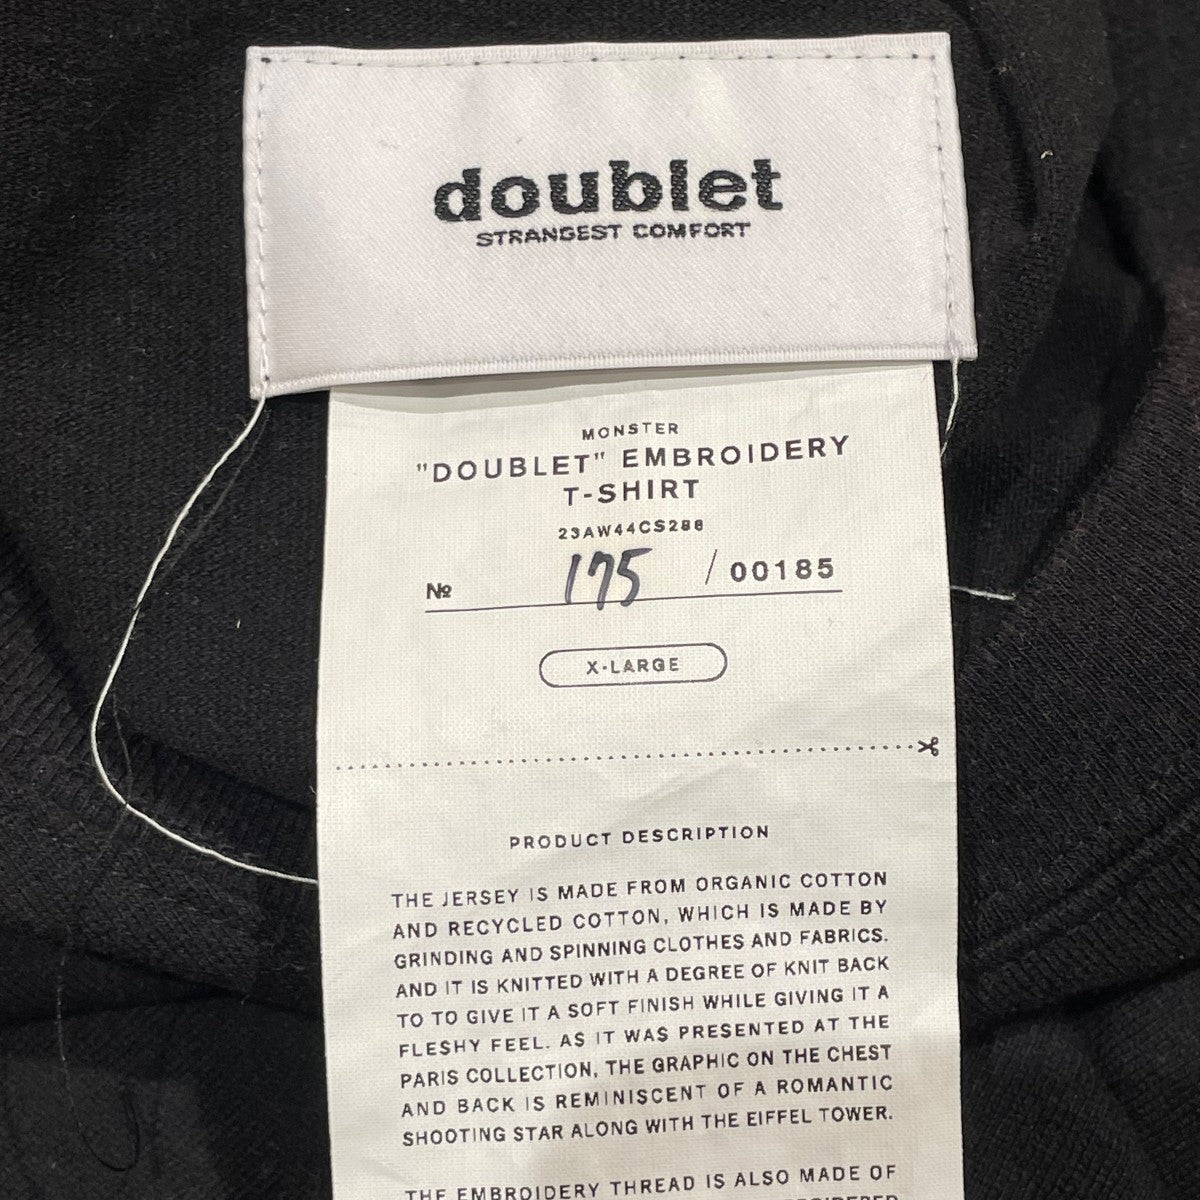 doublet
STRANGEST COMFORT
MONSTER
"DOUBLET" EMBROIDERY
T-SHIRT
23AW44CS288
№ 175 / 00185
X-LARGE
PRODUCT DESCRIPTION
THE JERSEY IS MADE FROM ORGANIC COTTON
AND RECYCLED COTTON, WHICH IS MADE BY
GRINDING AND SPINNING CLOTHES AND FABRICS.
AND IT IS KNITTED WITH A DEGREE OF KNIT BACK
TO TO GIVE IT A SOFT FINISH WHILE GIVING IT A
FLESHY FEEL. AS IT WAS PRESENTED AT THE
PARIS COLLECTION, THE GRAPHIC ON THE CHEST
AND BACK IS REMINISCENT OF A ROMANTIC
SHOOTING STAR ALONG WITH THE EIFFEL TOWER.
THE EMBROIDERY THREAD IS ALSO MADE OF